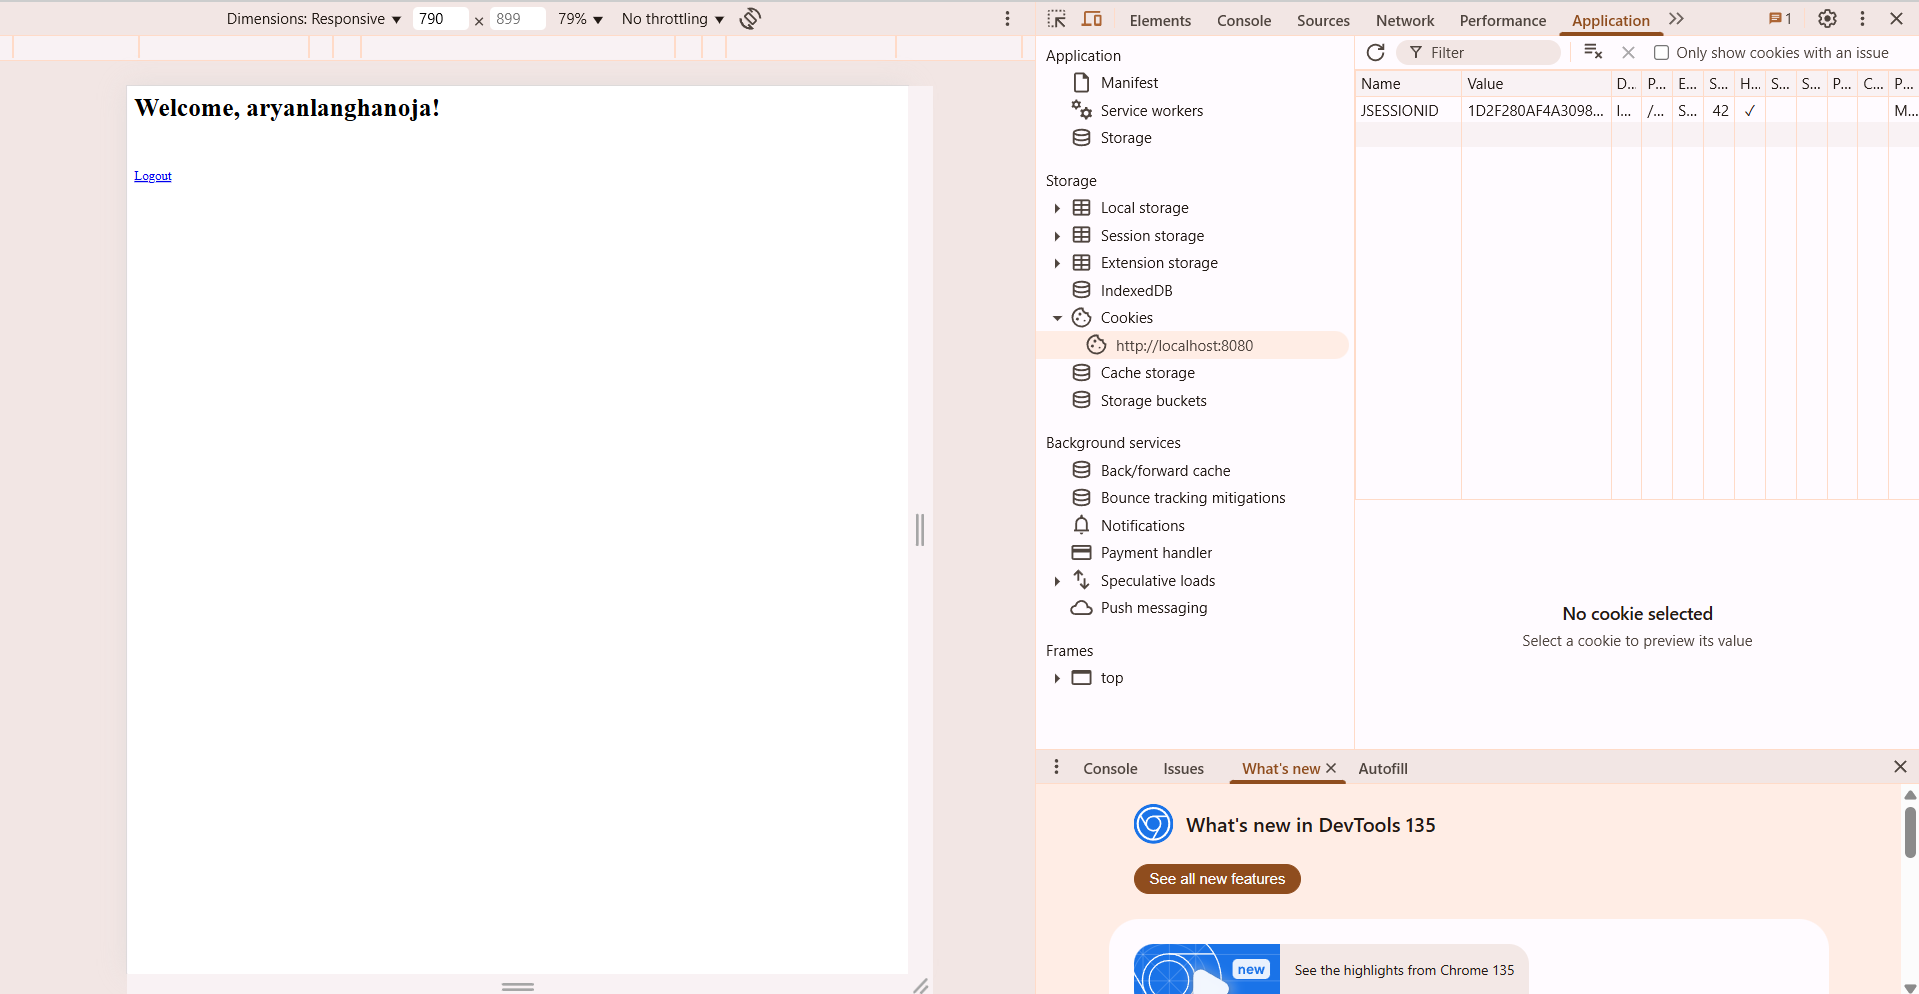 Dimensions: Responsive ▼ 790 × 899 79% ▼ No throttling ▼
Welcome, aryanlanghanoja!
Logout
Elements Console Sources Network Performance Application 1
Application
Manifest
Service workers
Storage
Storage
Local storage
Session storage
Extension storage
IndexedDB
Cookies
http://localhost:8080
Cache storage
Storage buckets
Background services
Back/forward cache
Bounce tracking mitigations
Notifications
Payment handler
Speculative loads
Push messaging
Frames
top
Filter Only show cookies with an issue
Name Value D... P... E... S... H... S... S... P... C... P...
JSESSIONID 1D2F280AF4A3098... l... /... S... 42 ✓ M...
No cookie selected
Select a cookie to preview its value
Console Issues What's new Autofill
What's new in DevTools 135
See all new features
new See the highlights from Chrome 135